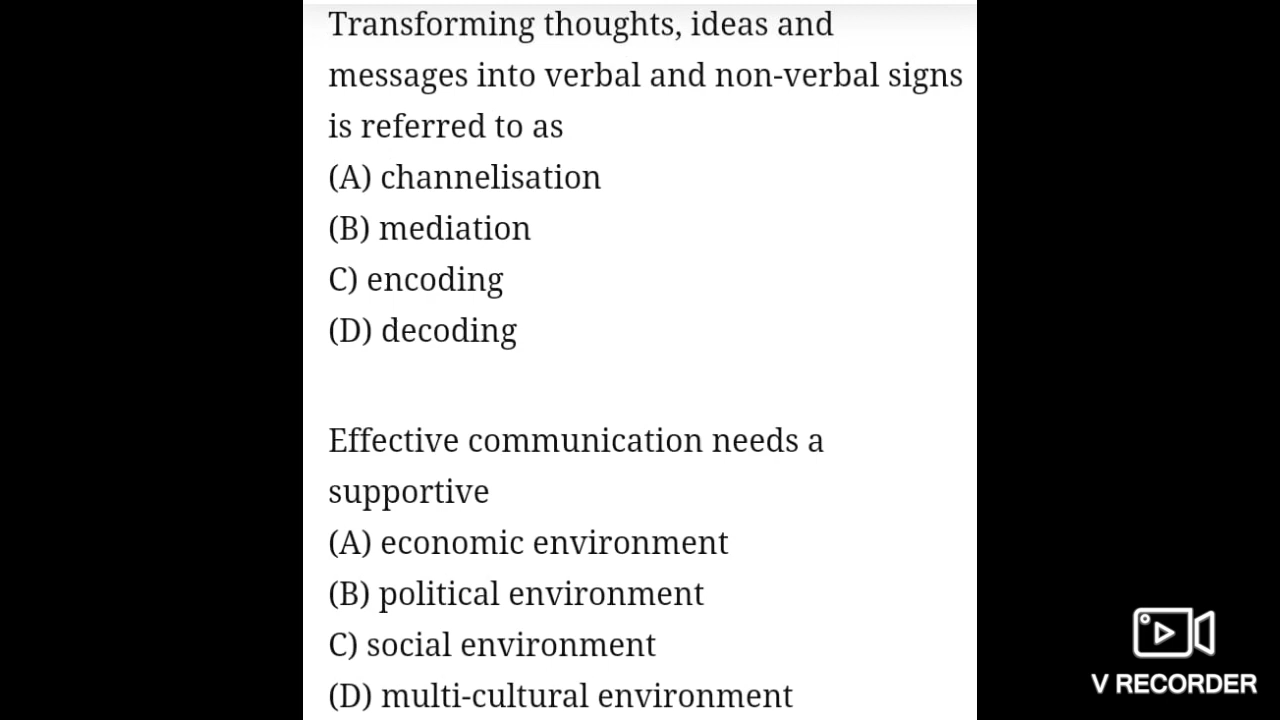 Transforming thoughts, ideas and
messages into verbal and non-verbal signs
is referred to as
(A) channelisation
(B) mediation
C) encoding
(D) decoding
Effective communication needs a
supportive
(A) economic environment
(B) political environment
C) social environment
(D) multi-cultural environment
V RECORDER